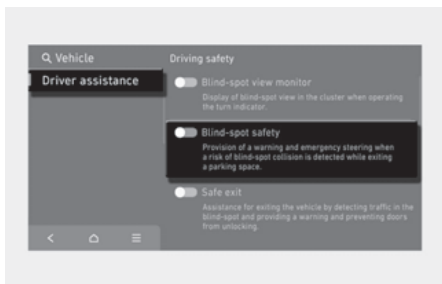 Vehicle
Driver assistance
Driving safety
Blind-spot view monitor
Display of blind-spot view in the cluster when operating
the turn indicator.
Blind-spot safety
Provision of a warning and emergency steering when
a risk of blind-spot collision is detected while exiting
a parking space.
Safe exit
Assistance for exiting the vehicle by detecting traffic in the
blind-spot and providing a warning and preventing doors
from unlocking.